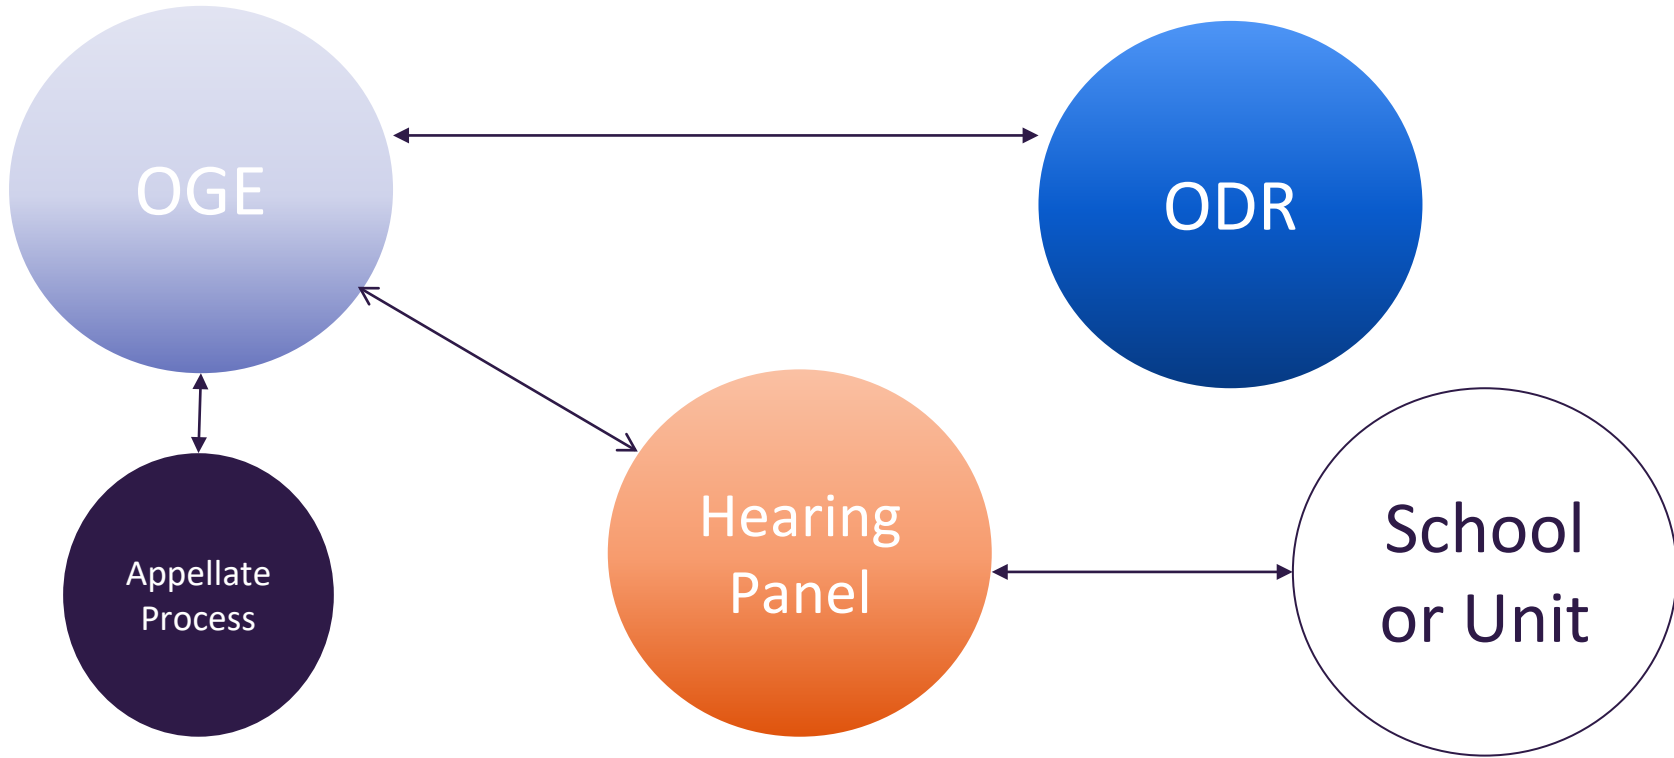 OGE
ODR
Hearing
Panel
School
or Unit
Appellate
Process